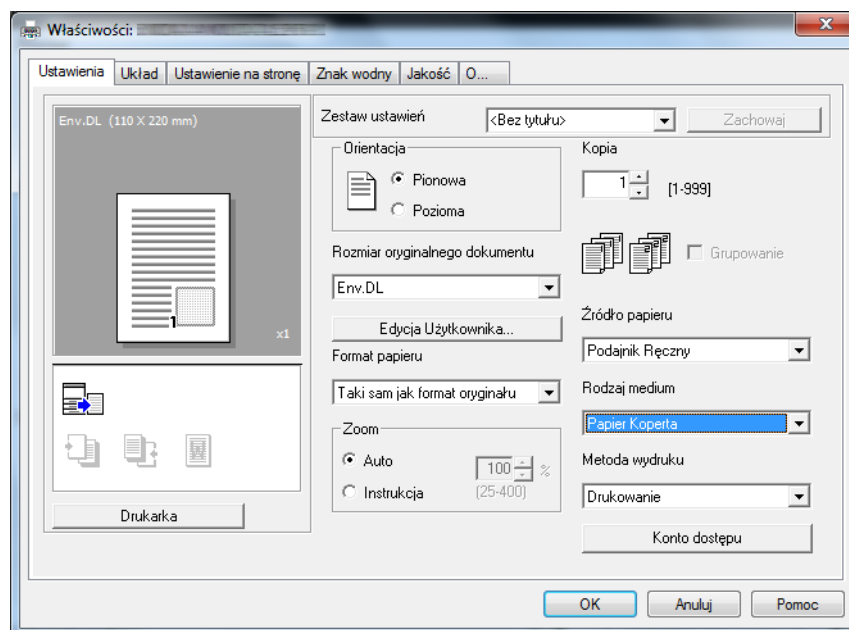 Właściwości:
Ustawienia Układ Ustawienie na stronę Znak wodny Jakość O...
Env.DL (110 X 220 mm)
1
x1
Drukarka
Zestaw ustawień <Bez tytułu> Zachowaj
Orientacja
Pionowa
Pozioma
Rozmiar oryginalnego dokumentu
Env.DL
Edycja Użytkownika...
Format papieru
Taki sam jak format oryginału
Zoom
Auto
100 %
Instrukcja (25-400)
Kopia
1 [1-999]
Grupowanie
Źródło papieru
Podajnik Ręczny
Rodzaj medium
Papier Koperta
Metoda wydruku
Drukowanie
Konto dostępu
OK Anuluj Pomoc